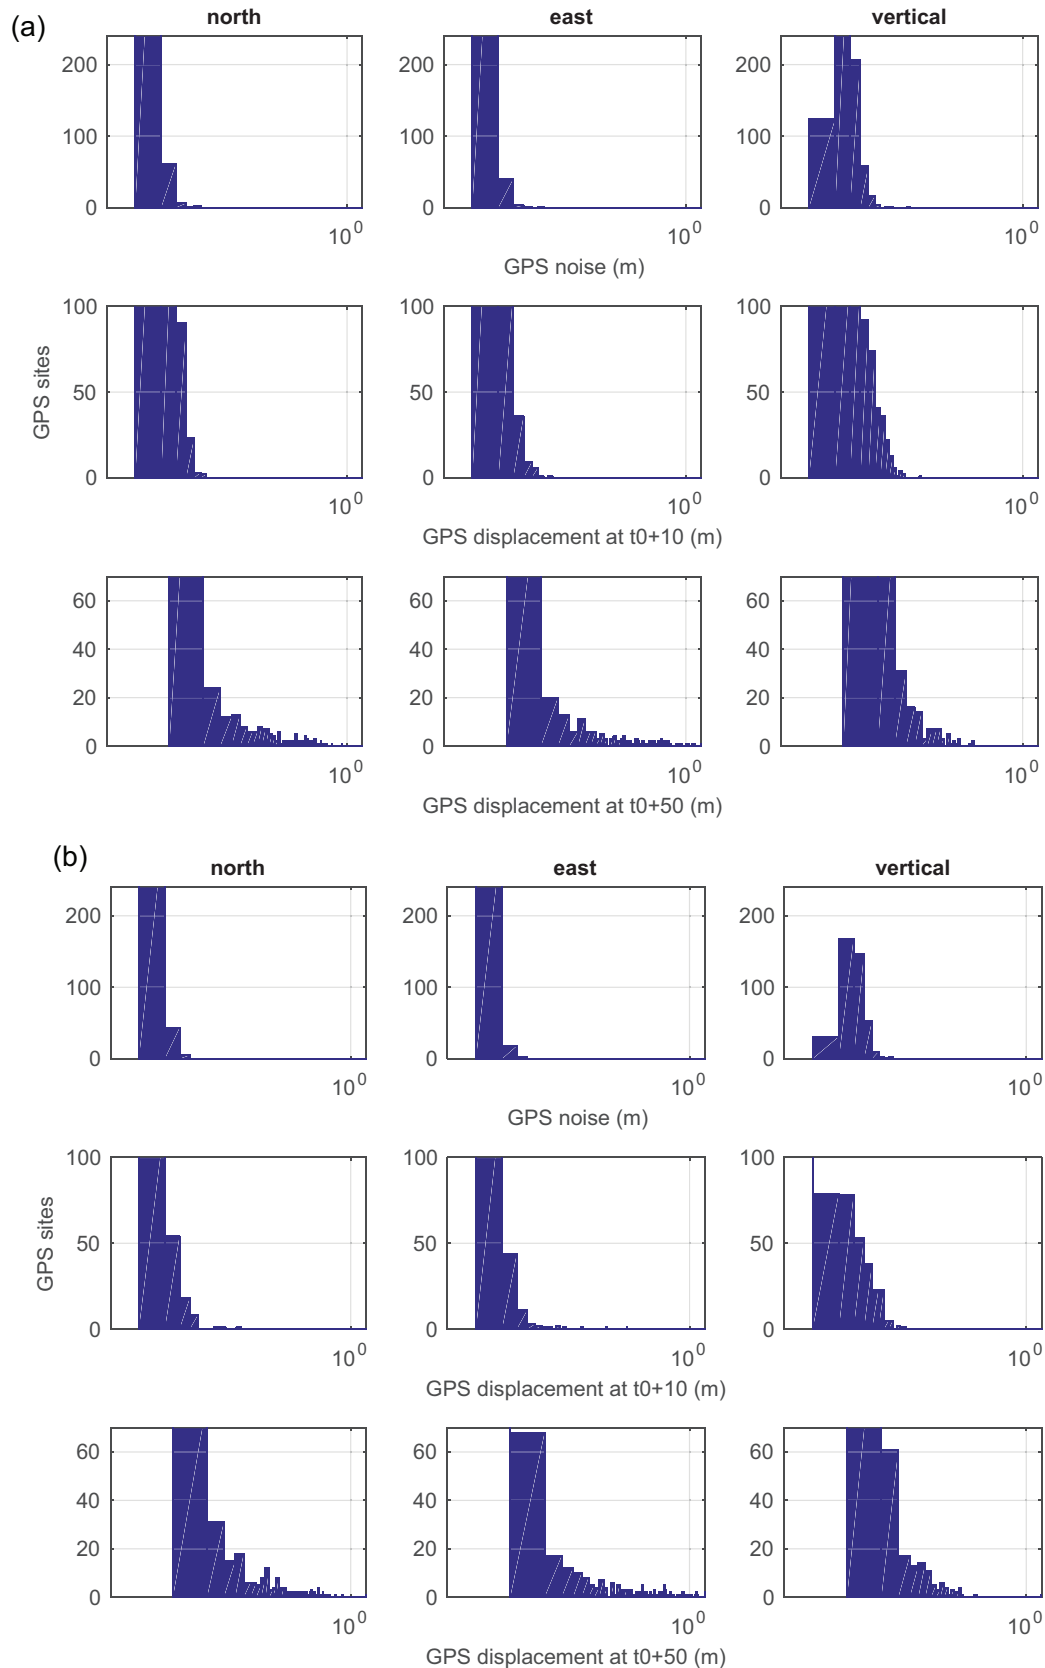 (a)
north east vertical
200 200 200
100 100 100
0 0 0
10^0 10^0 10^0
GPS noise (m)
100 100 100
50 50 50
0 0 0
GPS sites
10^0 10^0 10^0
GPS displacement at t0+10 (m)
60 60 60
40 40 40
20 20 20
0 0 0
10^0 10^0 10^0
GPS displacement at t0+50 (m)
(b)
north east vertical
200 200 200
100 100 100
0 0 0
10^0 10^0 10^0
GPS noise (m)
100 100 100
50 50 50
0 0 0
GPS sites
10^0 10^0 10^0
GPS displacement at t0+10 (m)
60 60 60
40 40 40
20 20 20
0 0 0
10^0 10^0 10^0
GPS displacement at t0+50 (m)